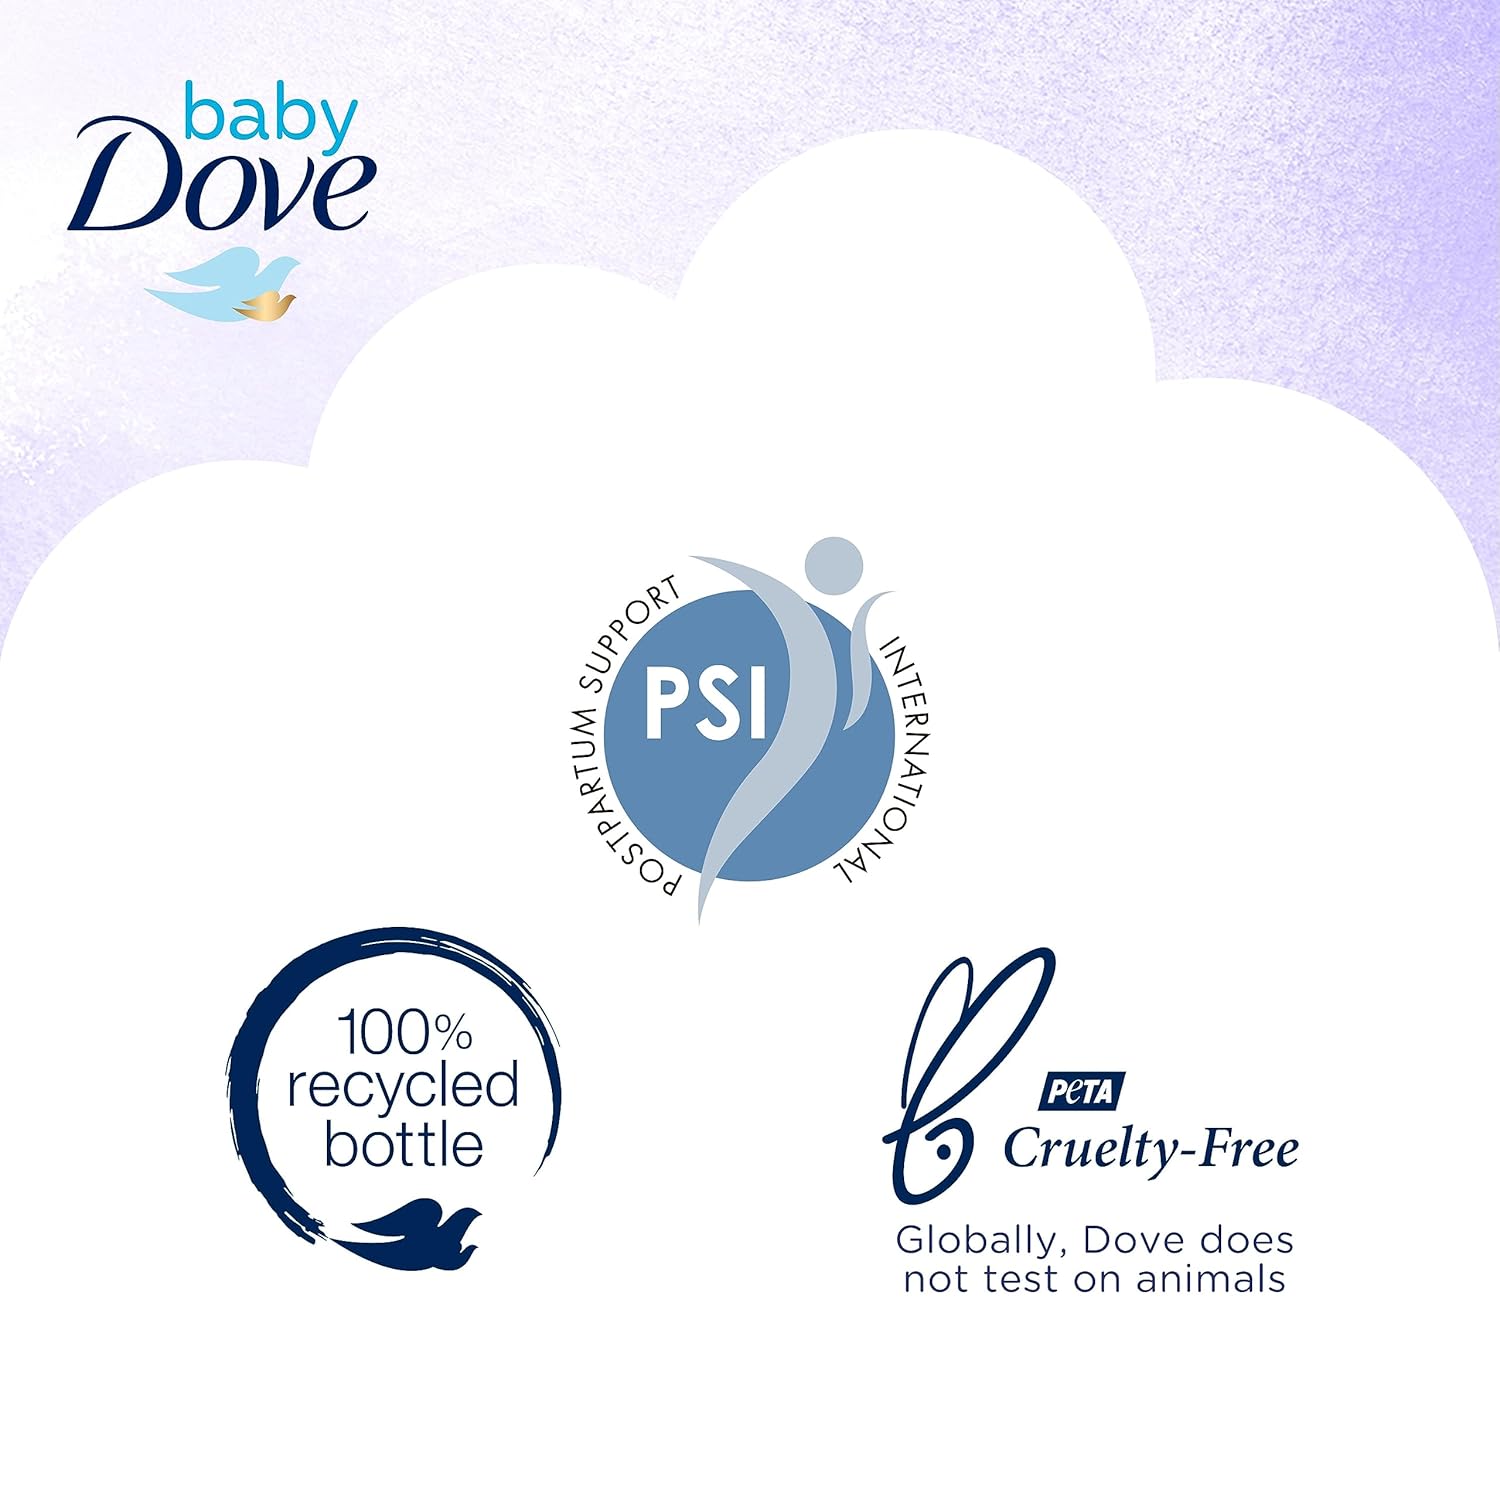 baby
Dove
POSTPARTUM SUPPORT
INTERNATIONAL
PSI
100%
recycled
bottle
PeTA
Cruelty-Free
Globally, Dove does
not test on animals